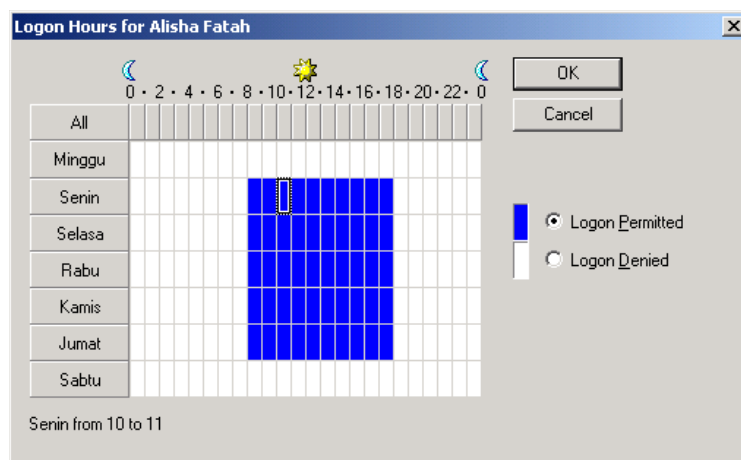 Logon Hours for Alisha Fatah
0 · 2 · 4 · 6 · 8 · 10 · 12 · 14 · 16 · 18 · 20 · 22 · 0
OK
Cancel
All
Minggu
Senin
Selasa
Rabu
Kamis
Jumat
Sabtu
Logon Permitted
Logon Denied
Senin from 10 to 11